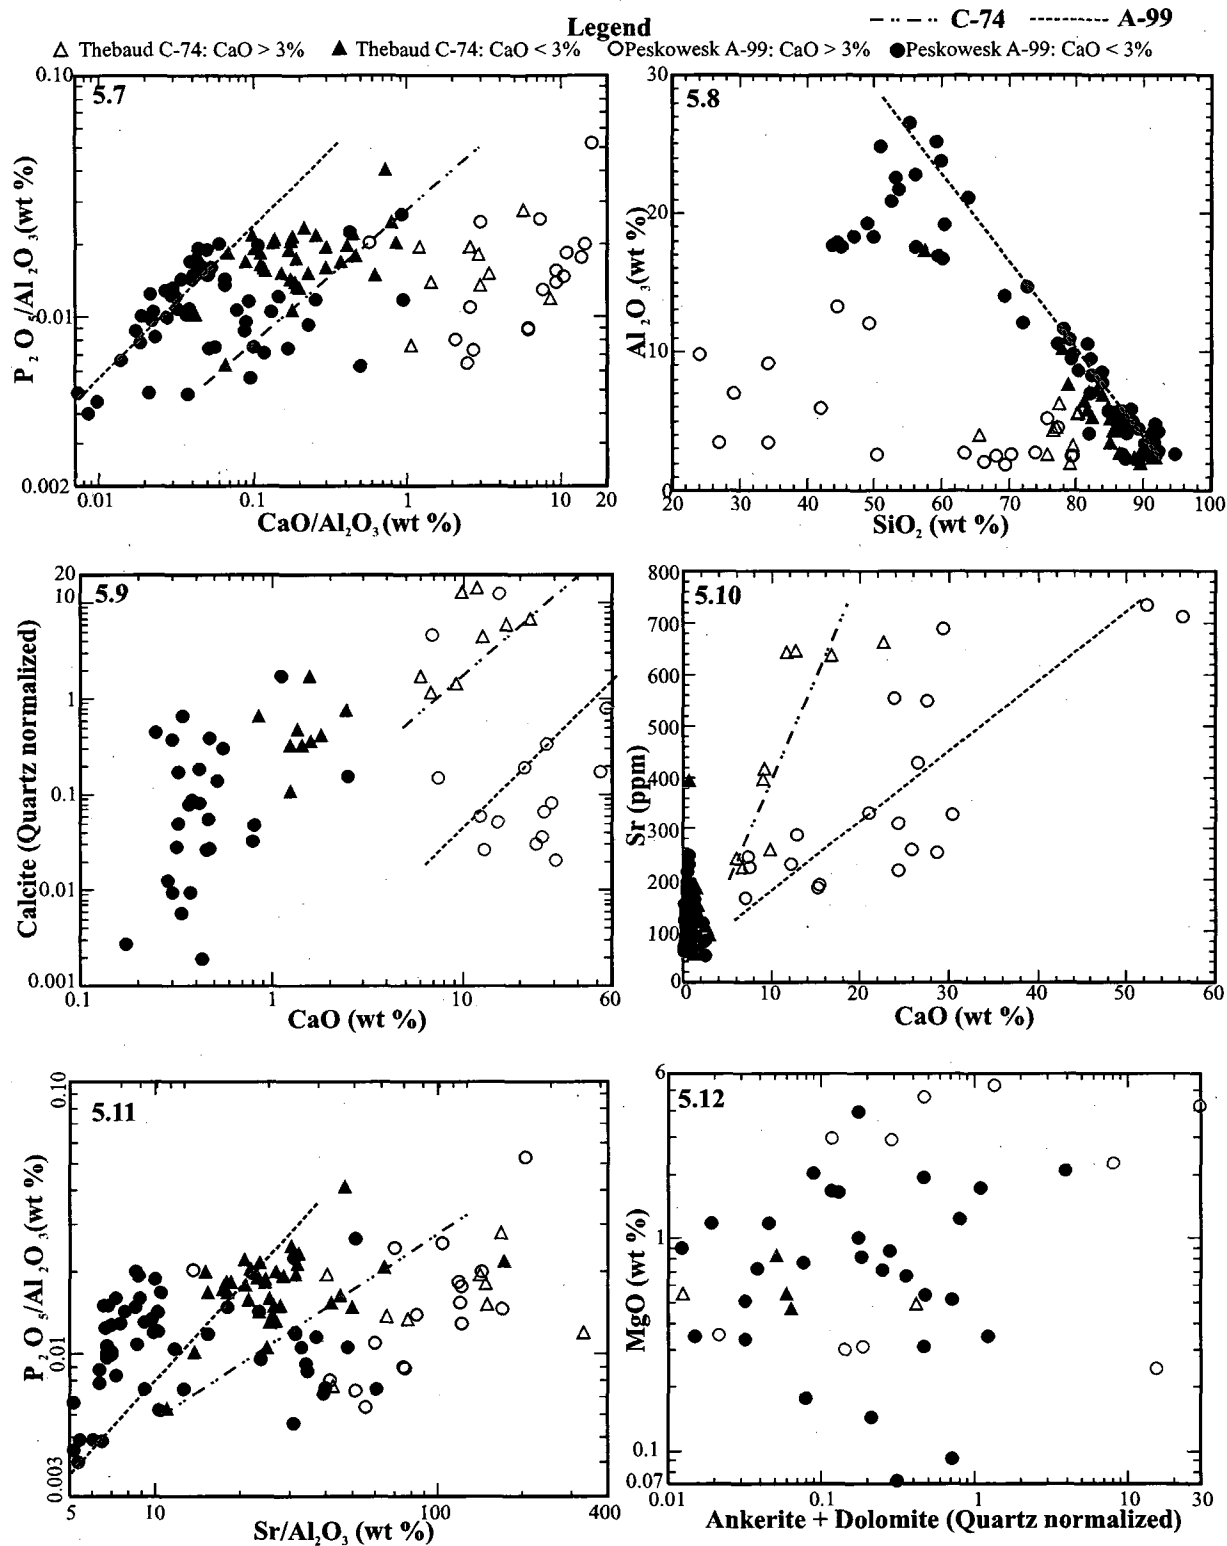 Legend
C-74 A-99
Thebaud C-74: CaO > 3% Thebaud C-74: CaO < 3% Peskowesk A-99: CaO > 3% Peskowesk A-99: CaO < 3%
5.7
P2O5/Al2O3(wt %)
0.10
0.01
0.002
0.01 0.1 1 10 20
CaO/Al2O3(wt %)
5.8
Al2O3(wt %)
30
20
10
0
20 30 40 50 60 70 80 90 100
SiO2 (wt %)
5.9
Calcite (Quartz normalized)
20
10
1
0.1
0.01
0.001
0.1 1 10 60
CaO (wt %)
5.10
Sr (ppm)
800
700
600
500
400
300
200
100
0
0 10 20 30 40 50 60
CaO (wt %)
5.11
P2O5/Al2O3(wt %)
0.10
0.01
0.003
5 10 100 400
Sr/Al2O3 (wt %)
5.12
MgO (wt %)
6
1
0.1
0.07
0.01 0.1 1 10 30
Ankerite + Dolomite (Quartz normalized)